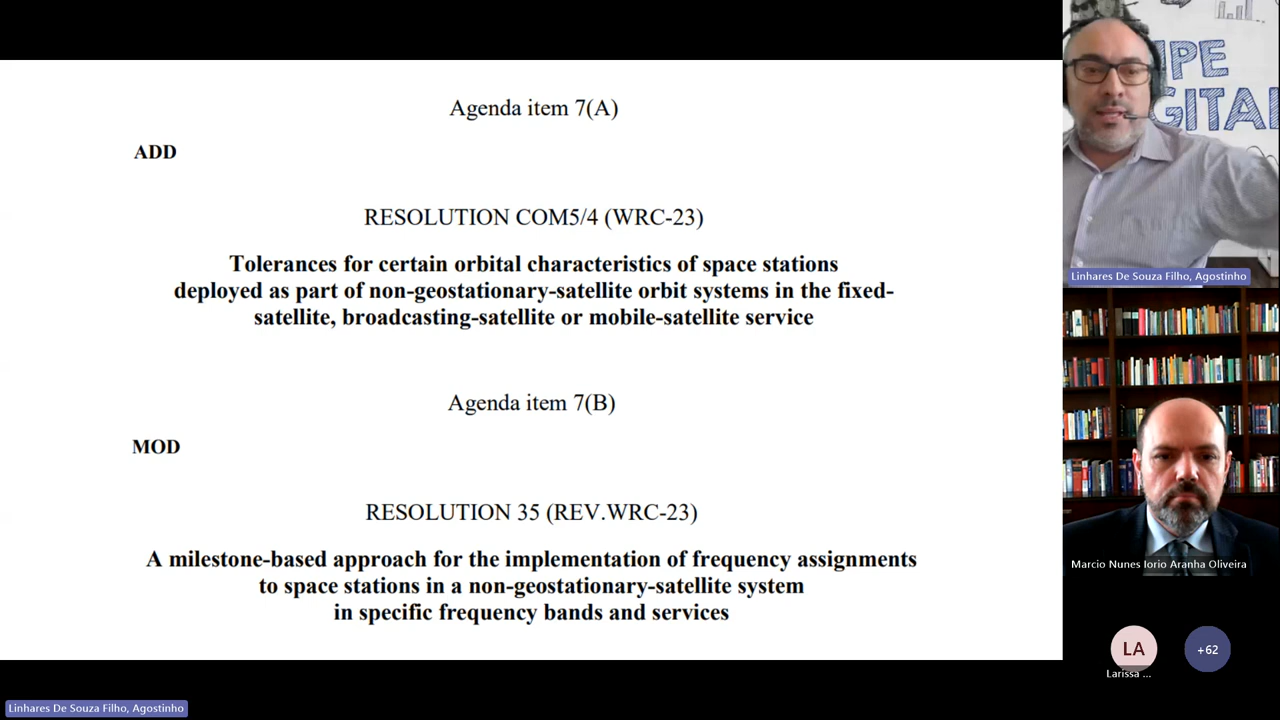 Agenda item 7(A)
ADD
RESOLUTION COM5/4 (WRC-23)
Tolerances for certain orbital characteristics of space stations
deployed as part of non-geostationary-satellite orbit systems in the fixed-
satellite, broadcasting-satellite or mobile-satellite service
Agenda item 7(B)
MOD
RESOLUTION 35 (REV.WRC-23)
A milestone-based approach for the implementation of frequency assignments
to space stations in a non-geostationary-satellite system
in specific frequency bands and services
IPE
GITAL
Linhares De Souza Filho, Agostinho
Marcio Nunes Iorio Aranha Oliveira
LA
+62
Larissa ...
Linhares De Souza Filho, Agostinho